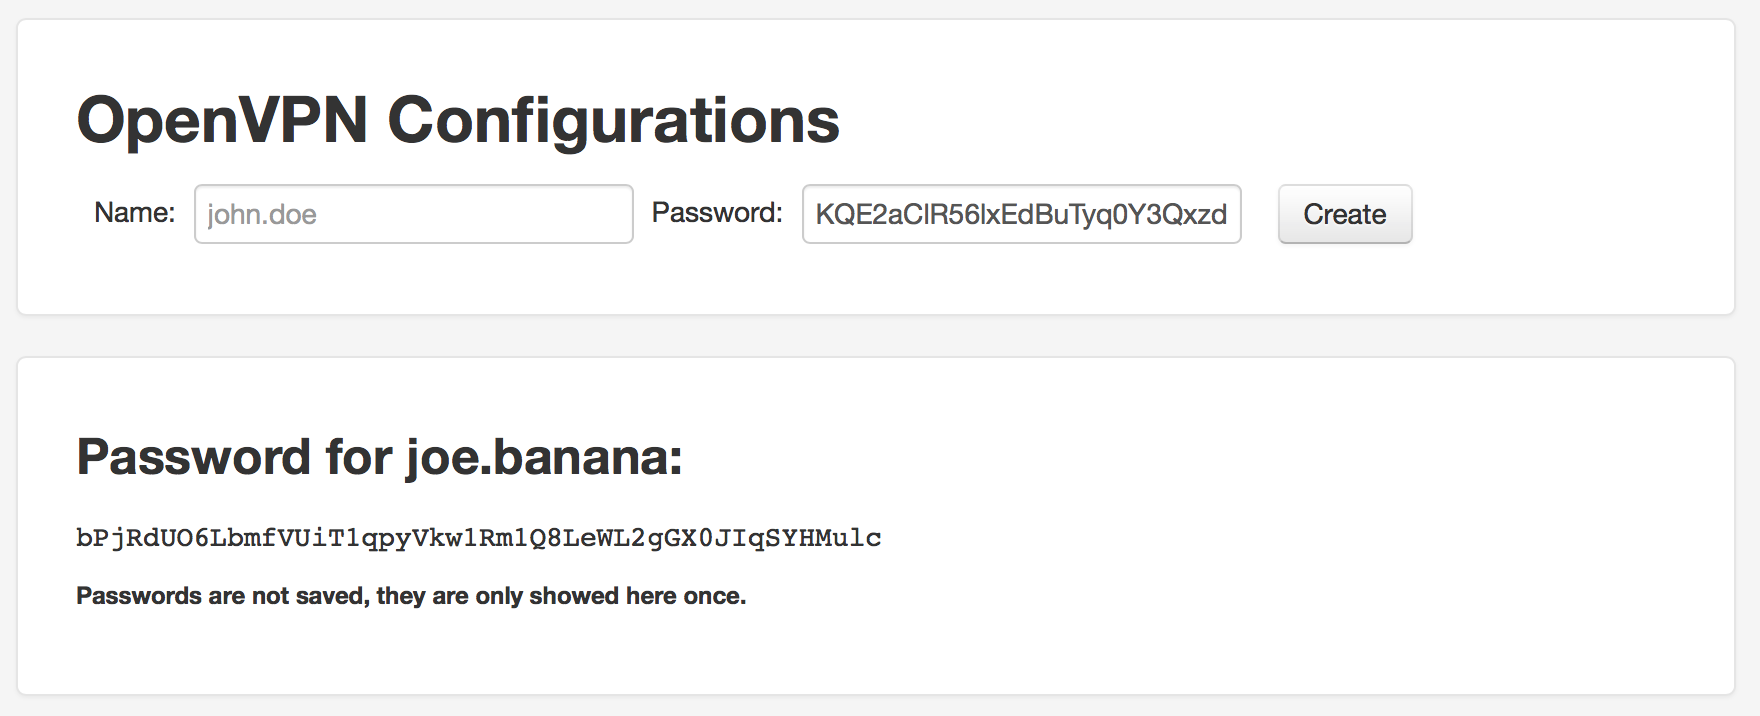 OpenVPN Configurations
Name: john.doe Password: KQE2aClR56lxEdBuTyq0Y3Qxzd Create
Password for joe.banana:
bPjRdUO6LbmfVUiT1qpyVkw1Rm1Q8LeWL2gGX0JIqSYHMulc
Passwords are not saved, they are only showed here once.